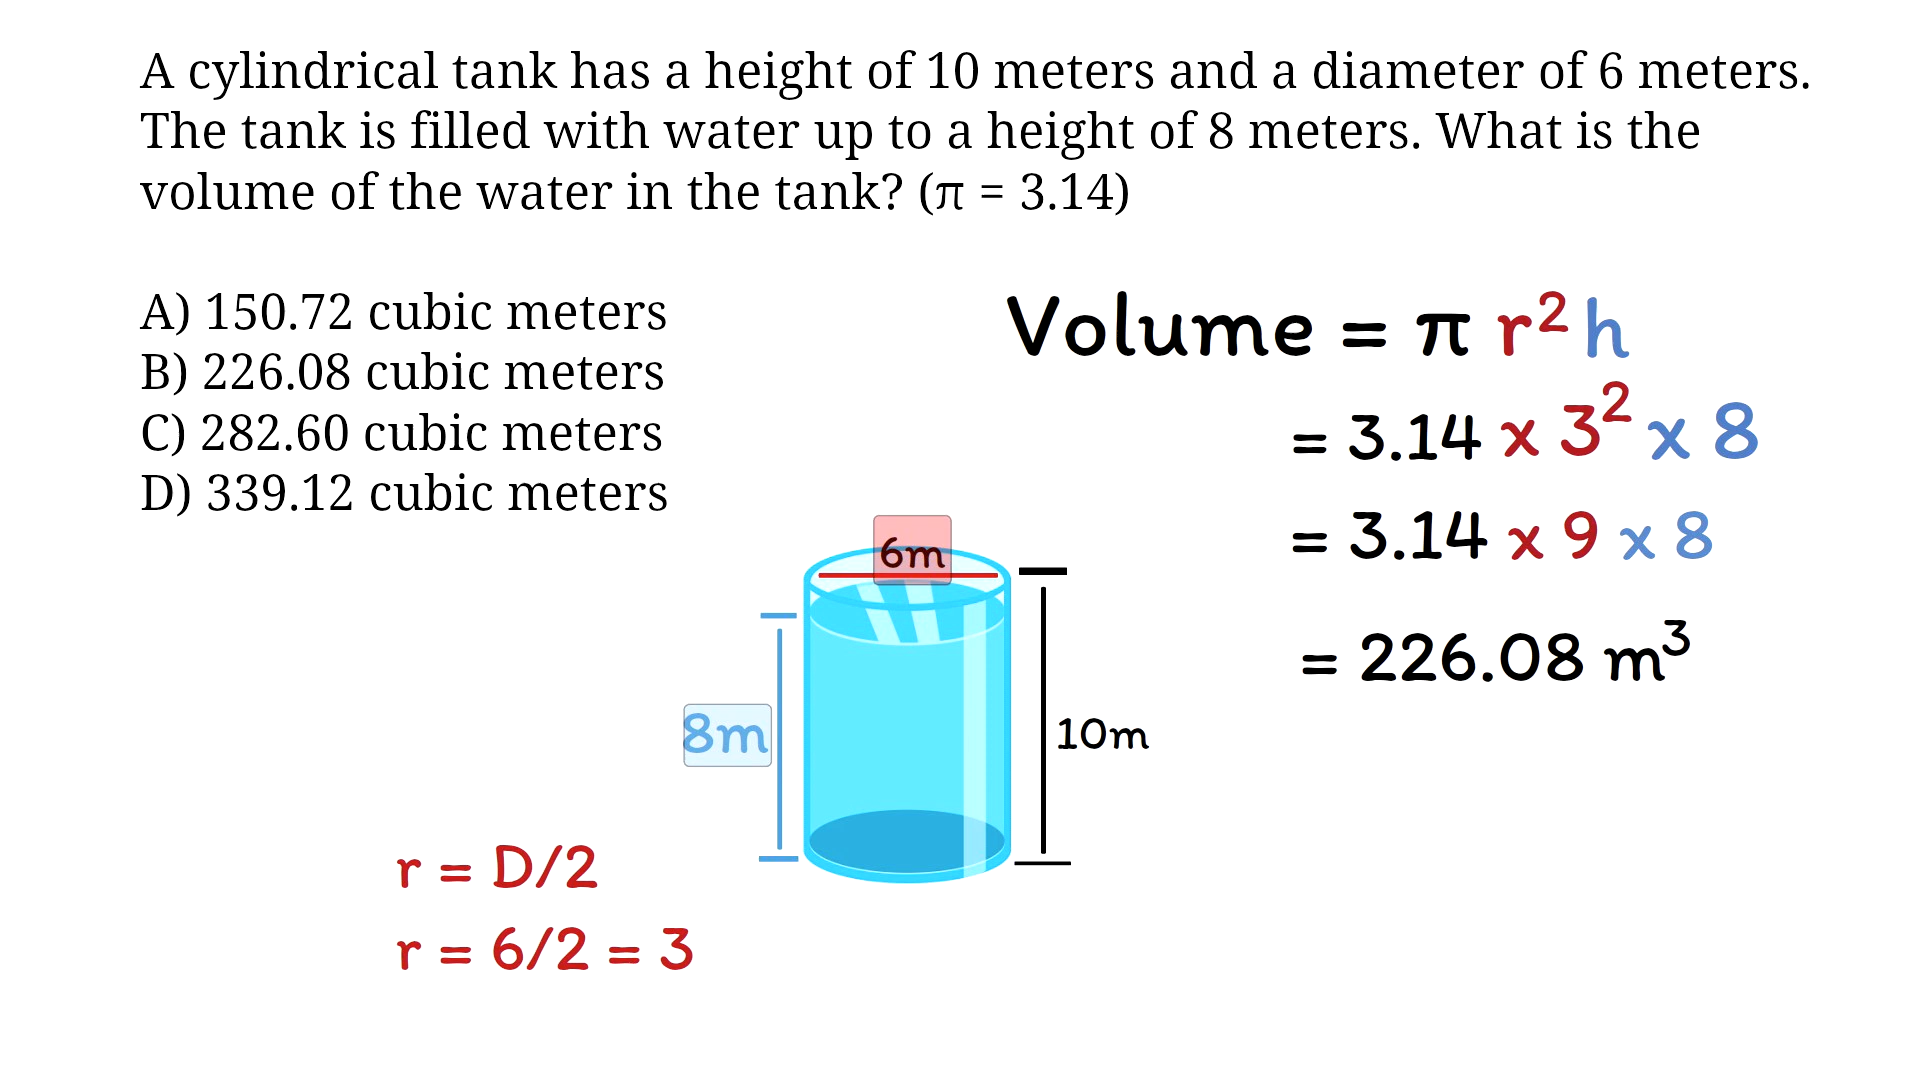 A cylindrical tank has a height of 10 meters and a diameter of 6 meters.
The tank is filled with water up to a height of 8 meters. What is the
volume of the water in the tank? (π = 3.14)
A) 150.72 cubic meters
B) 226.08 cubic meters
C) 282.60 cubic meters
D) 339.12 cubic meters
Volume = π r² h
= 3.14 x 3² x 8
= 3.14 x 9 x 8
= 226.08 m³
6m
8m
10m
r = D/2
r = 6/2 = 3